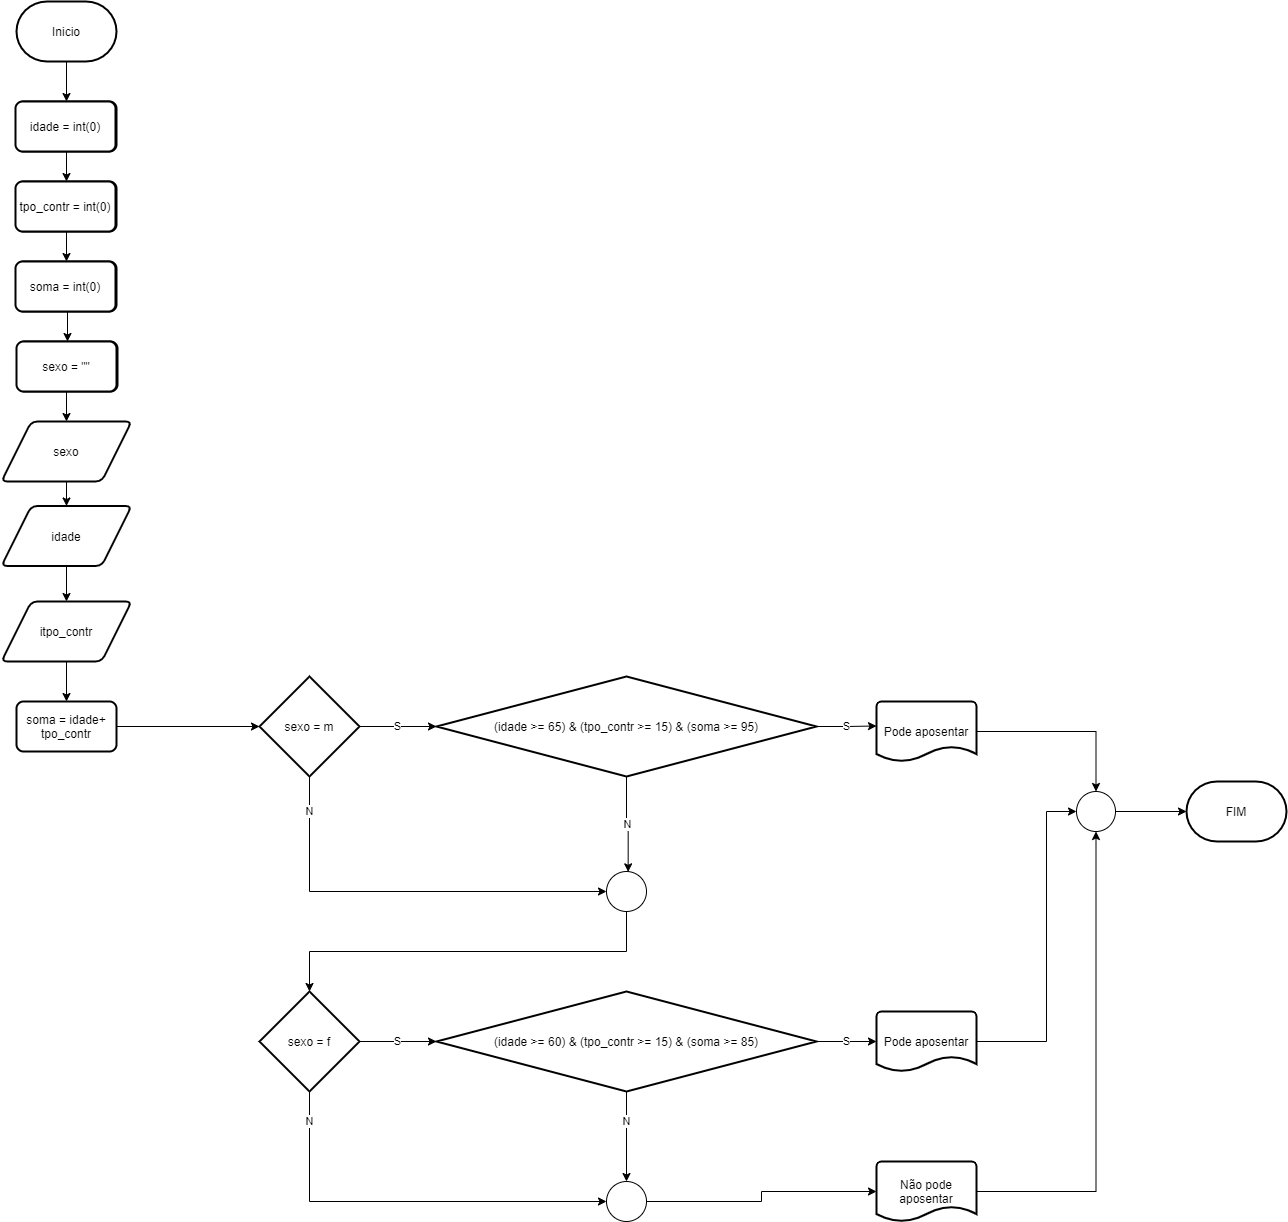 Inicio
idade = int(0)
tpo_contr = int(0)
soma = int(0)
sexo = ""
sexo
idade
itpo_contr
soma = idade+
tpo_contr
sexo = m
S
(idade >= 65) & (tpo_contr >= 15) & (soma >= 95)
S
Pode aposentar
N
N
FIM
sexo = f
S
(idade >= 60) & (tpo_contr >= 15) & (soma >= 85)
S
Pode aposentar
N
N
Não pode
aposentar